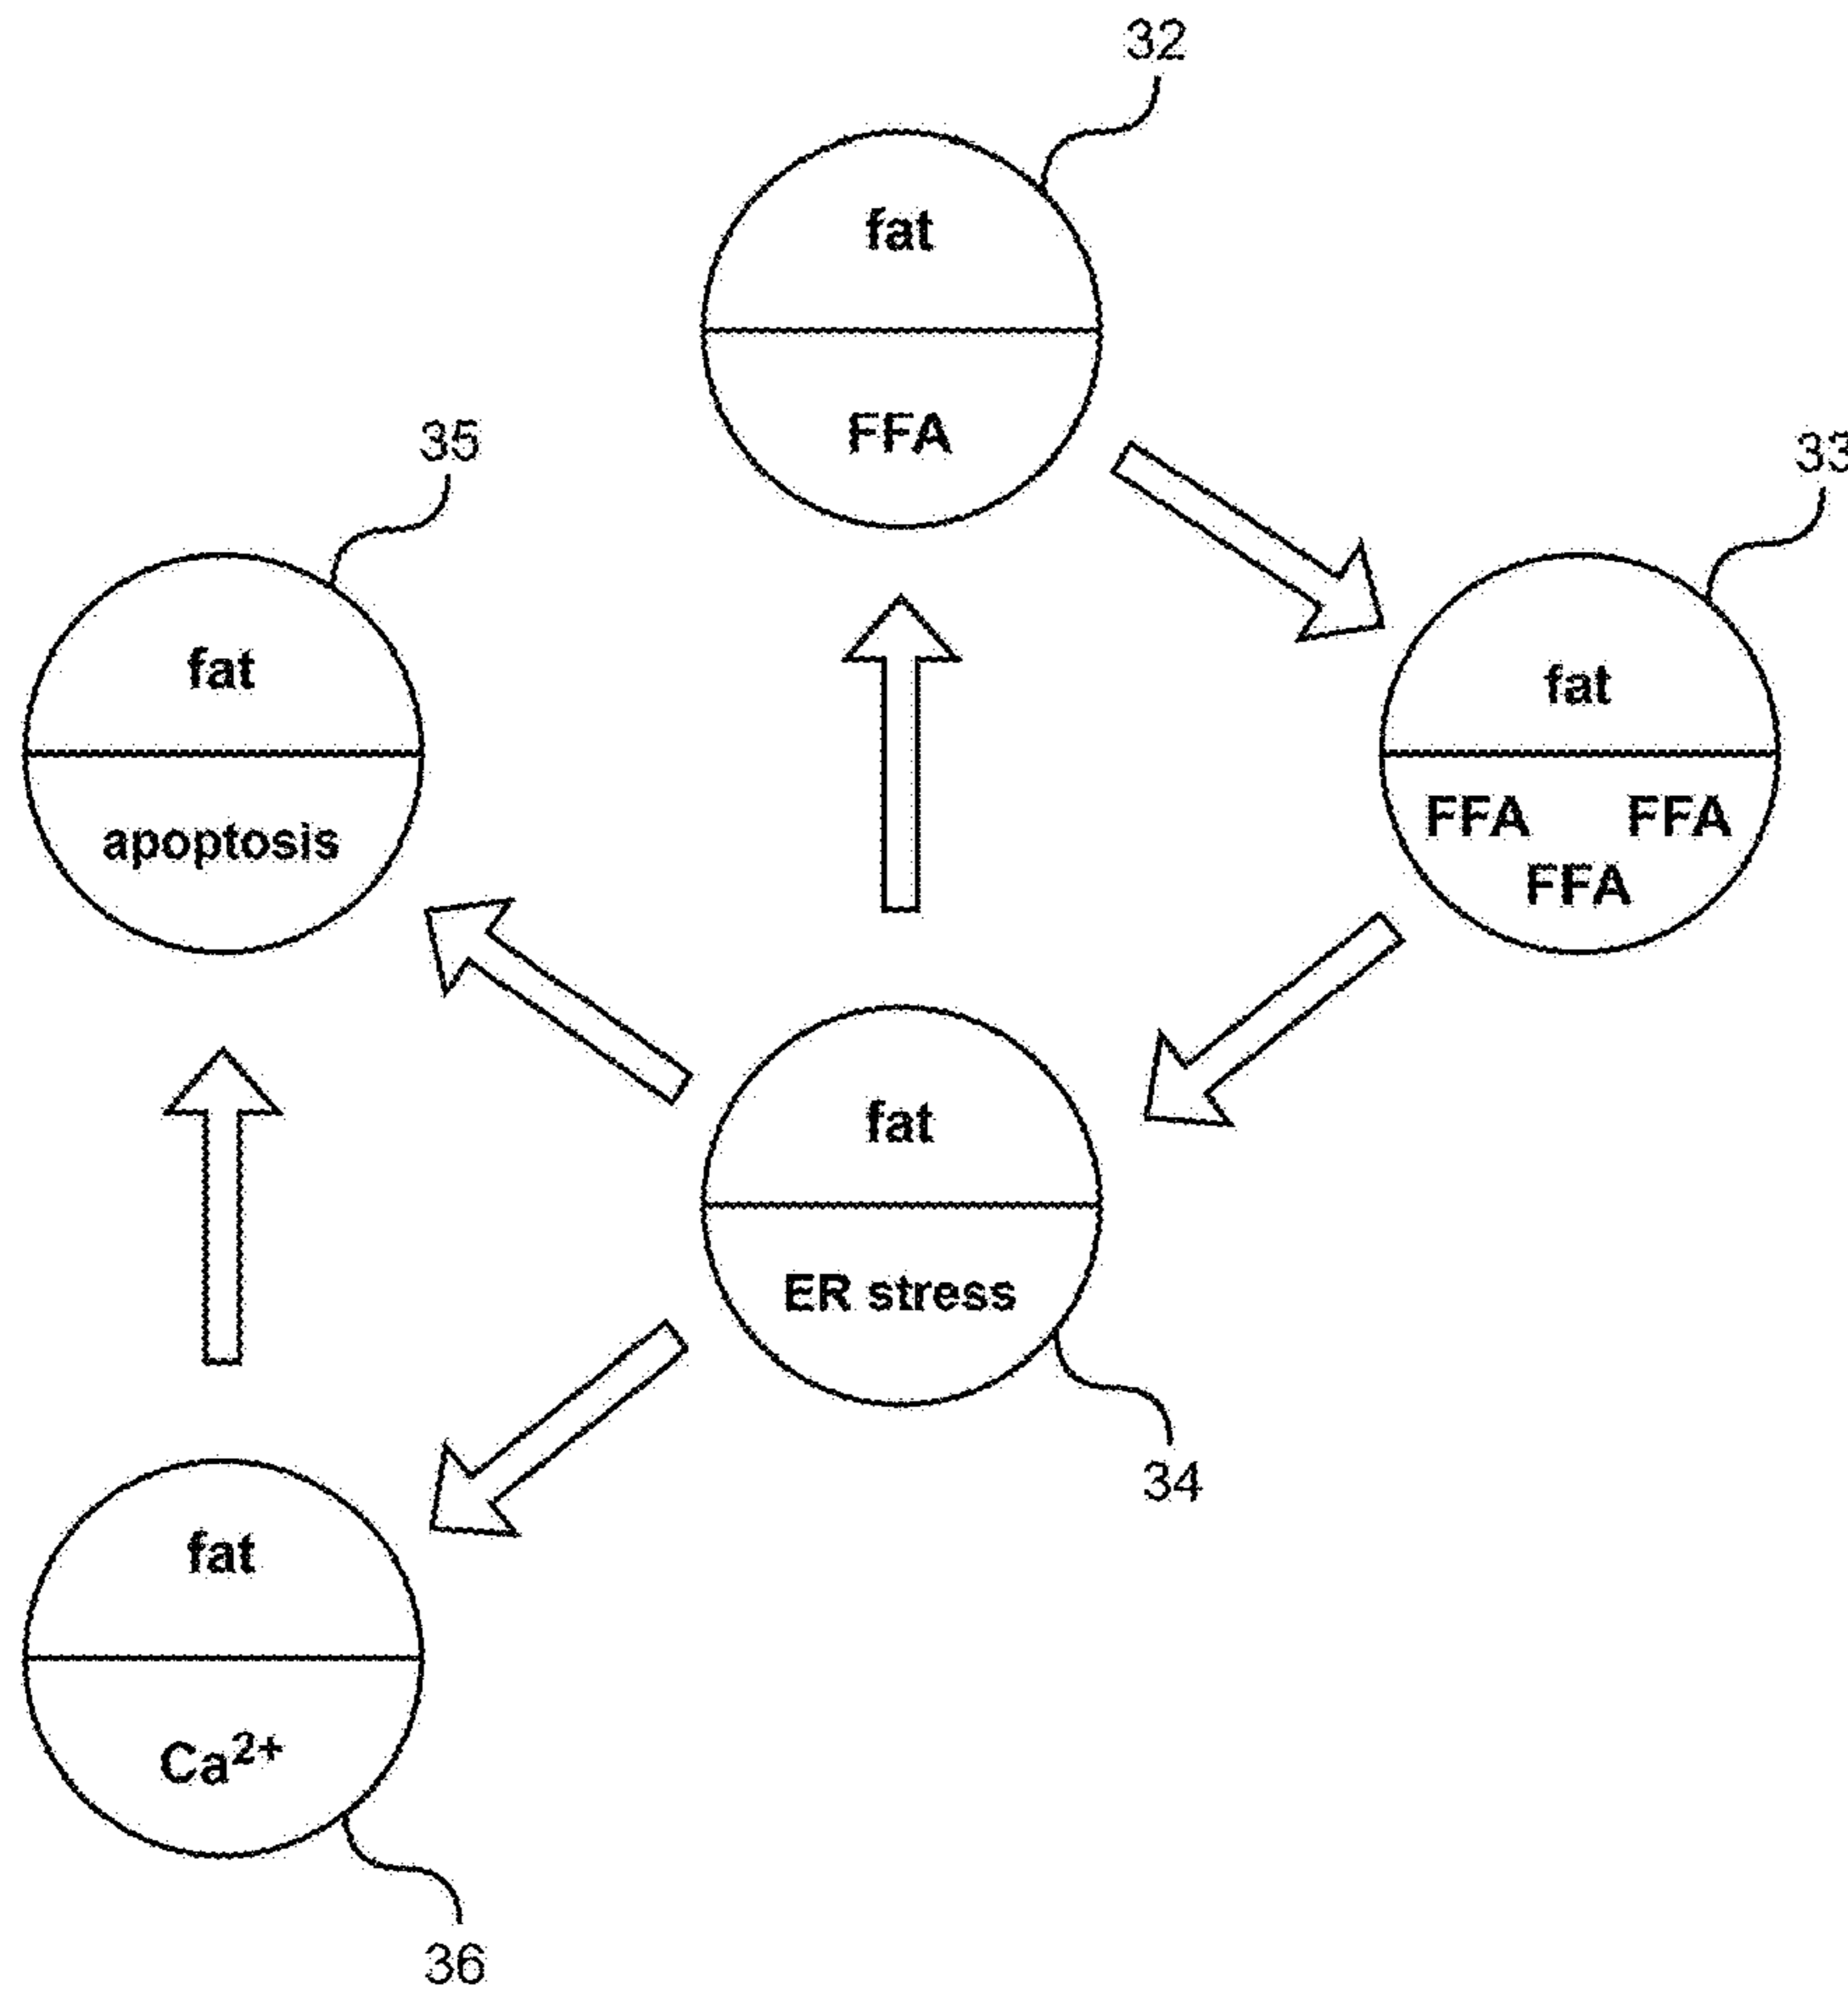 32
fat
FFA
35
33
fat
apoptosis
fat
FFA FFA
FFA
fat
ER stress
34
fat
Ca²⁺
36